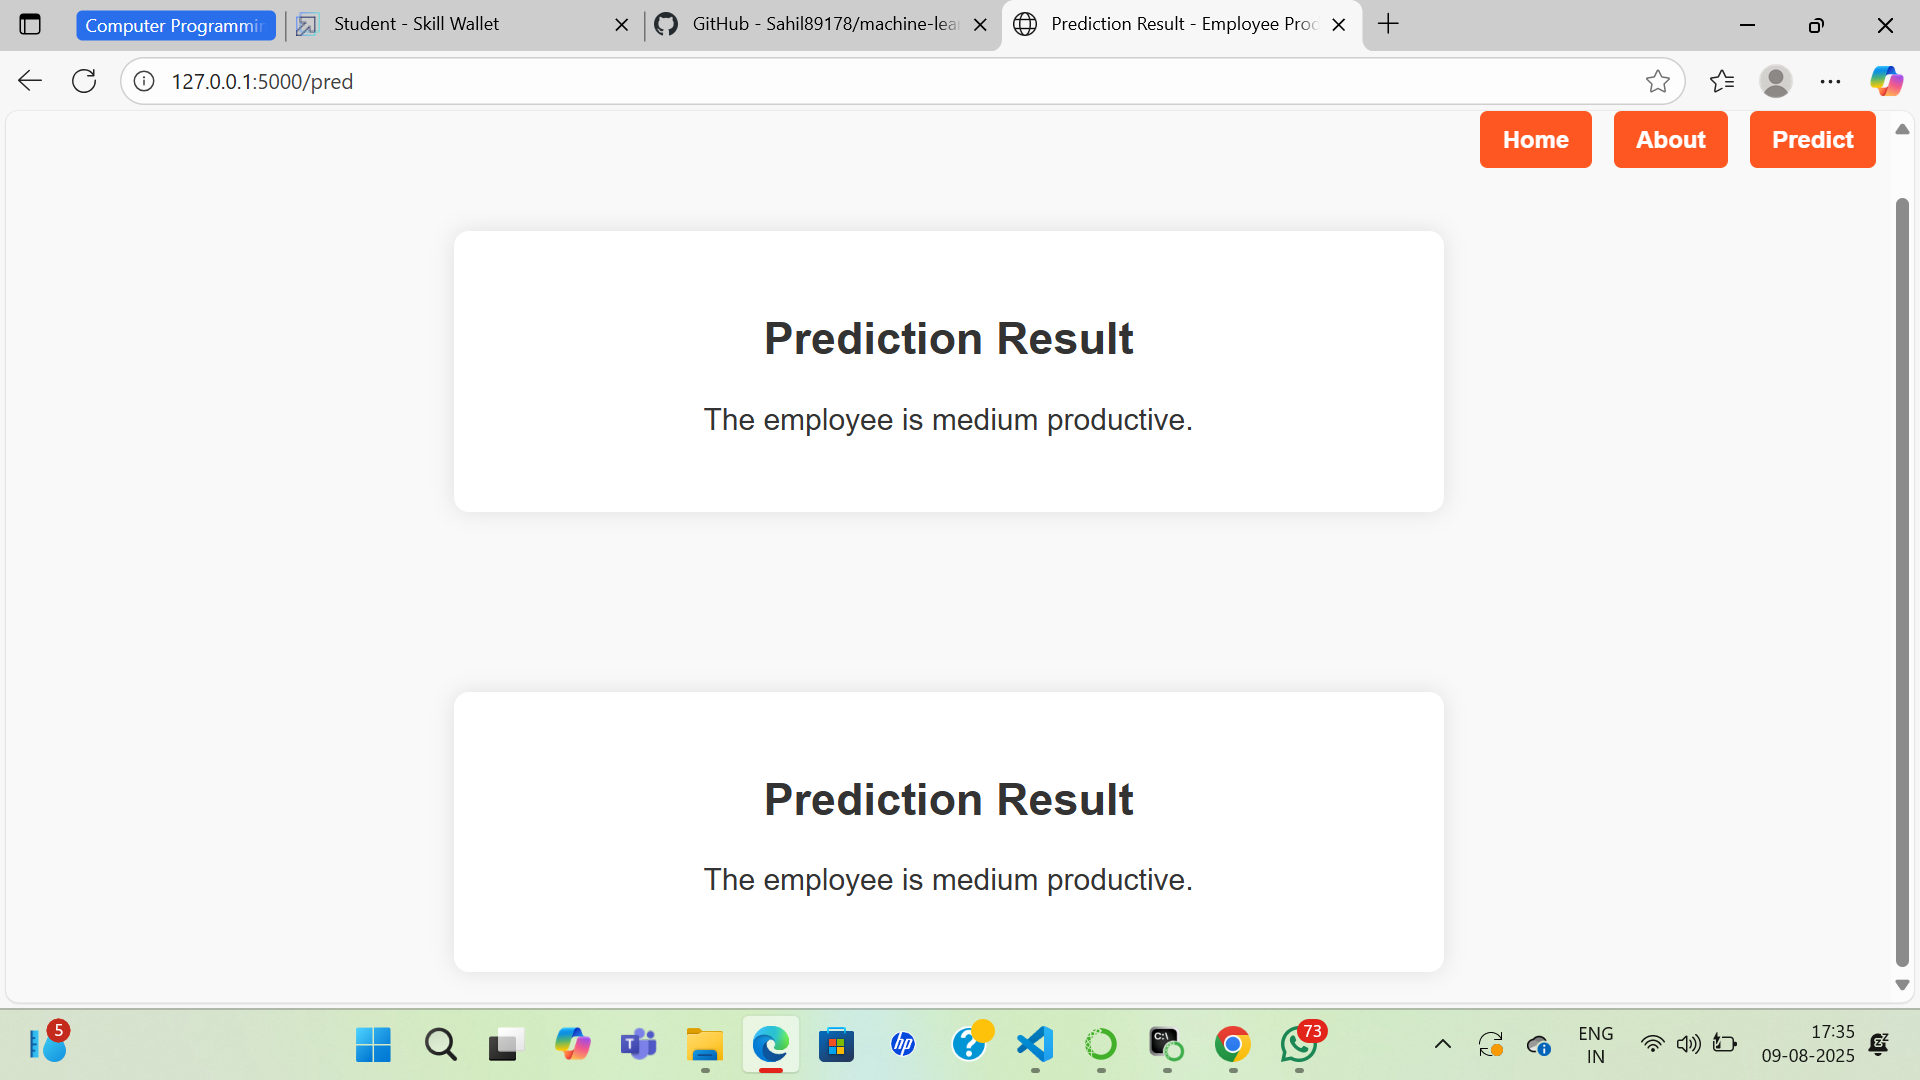 Computer Programmin
Student - Skill Wallet
GitHub - Sahil89178/machine-lea
Prediction Result - Employee Proc
127.0.0.1:5000/pred
Home
About
Predict
Prediction Result
The employee is medium productive.
Prediction Result
The employee is medium productive.
5
hp
73
ENG
IN
17:35
09-08-2025